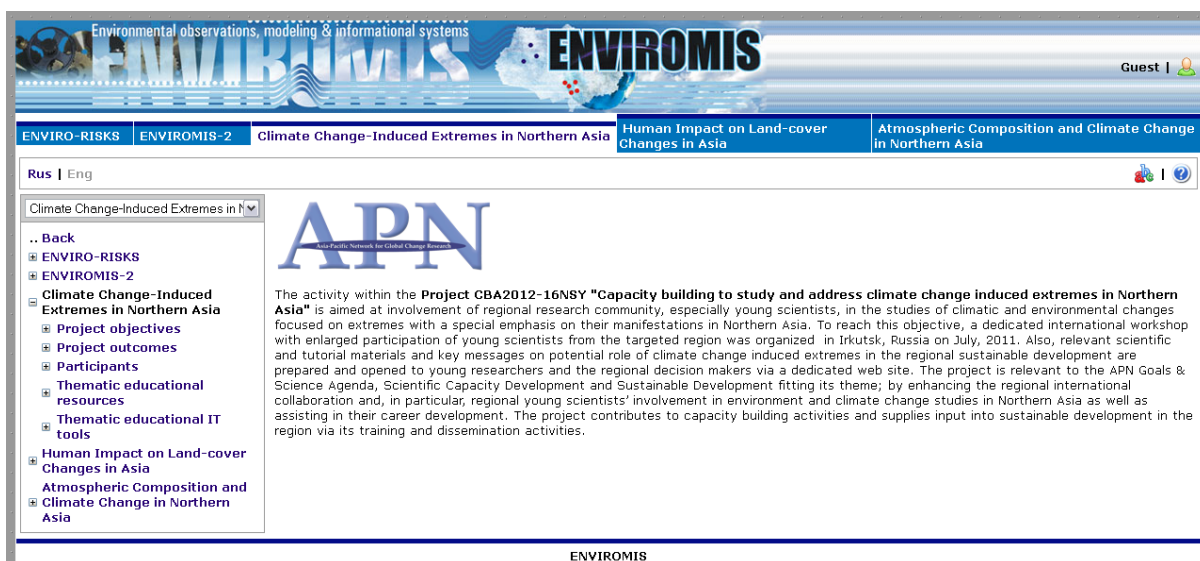 Environmental observations, modeling & informational systems
ENVIROMIS
ENVIROMIS
Guest |
ENVIRO-RISKS
ENVIROMIS-2
Climate Change-Induced Extremes in Northern Asia
Human Impact on Land-cover
Changes in Asia
Atmospheric Composition and Climate Change
in Northern Asia
Rus | Eng
abc | ?
Climate Change-Induced Extremes in N
.. Back
ENVIRO-RISKS
ENVIROMIS-2
Climate Change-Induced
Extremes in Northern Asia
Project objectives
Project outcomes
Participants
Thematic educational
resources
Thematic educational IT
tools
Human Impact on Land-cover
Changes in Asia
Atmospheric Composition and
Climate Change in Northern
Asia
APN
Asia-Pacific Network for Global Change Research
The activity within the Project CBA2012-16NSY "Capacity building to study and address climate change induced extremes in Northern
Asia" is aimed at involvement of regional research community, especially young scientists, in the studies of climatic and environmental changes
focused on extremes with a special emphasis on their manifestations in Northern Asia. To reach this objective, a dedicated international workshop
with enlarged participation of young scientists from the targeted region was organized in Irkutsk, Russia on July, 2011. Also, relevant scientific
and tutorial materials and key messages on potential role of climate change induced extremes in the regional sustainable development are
prepared and opened to young researchers and the regional decision makers via a dedicated web site. The project is relevant to the APN Goals &
Science Agenda, Scientific Capacity Development and Sustainable Development fitting its theme; by enhancing the regional international
collaboration and, in particular, regional young scientists' involvement in environment and climate change studies in Northern Asia as well as
assisting in their career development. The project contributes to capacity building activities and supplies input into sustainable development in the
region via its training and dissemination activities.
ENVIROMIS